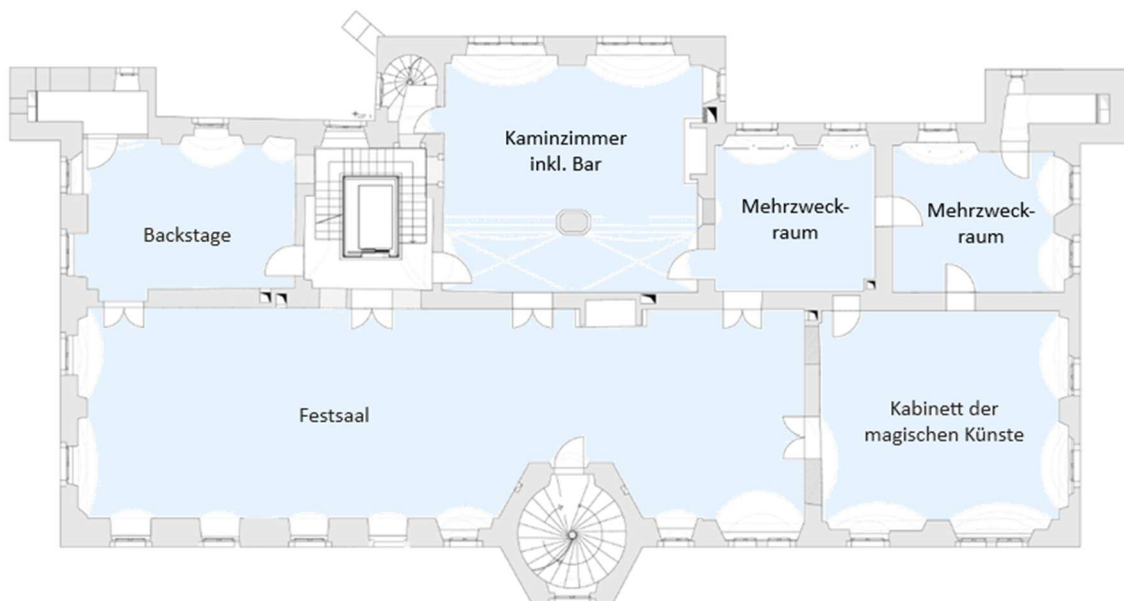 Kaminzimmer
inkl. Bar
Mehrzweck-
raum
Mehrzweck-
raum
Backstage
Festsaal
Kabinett der
magischen Künste